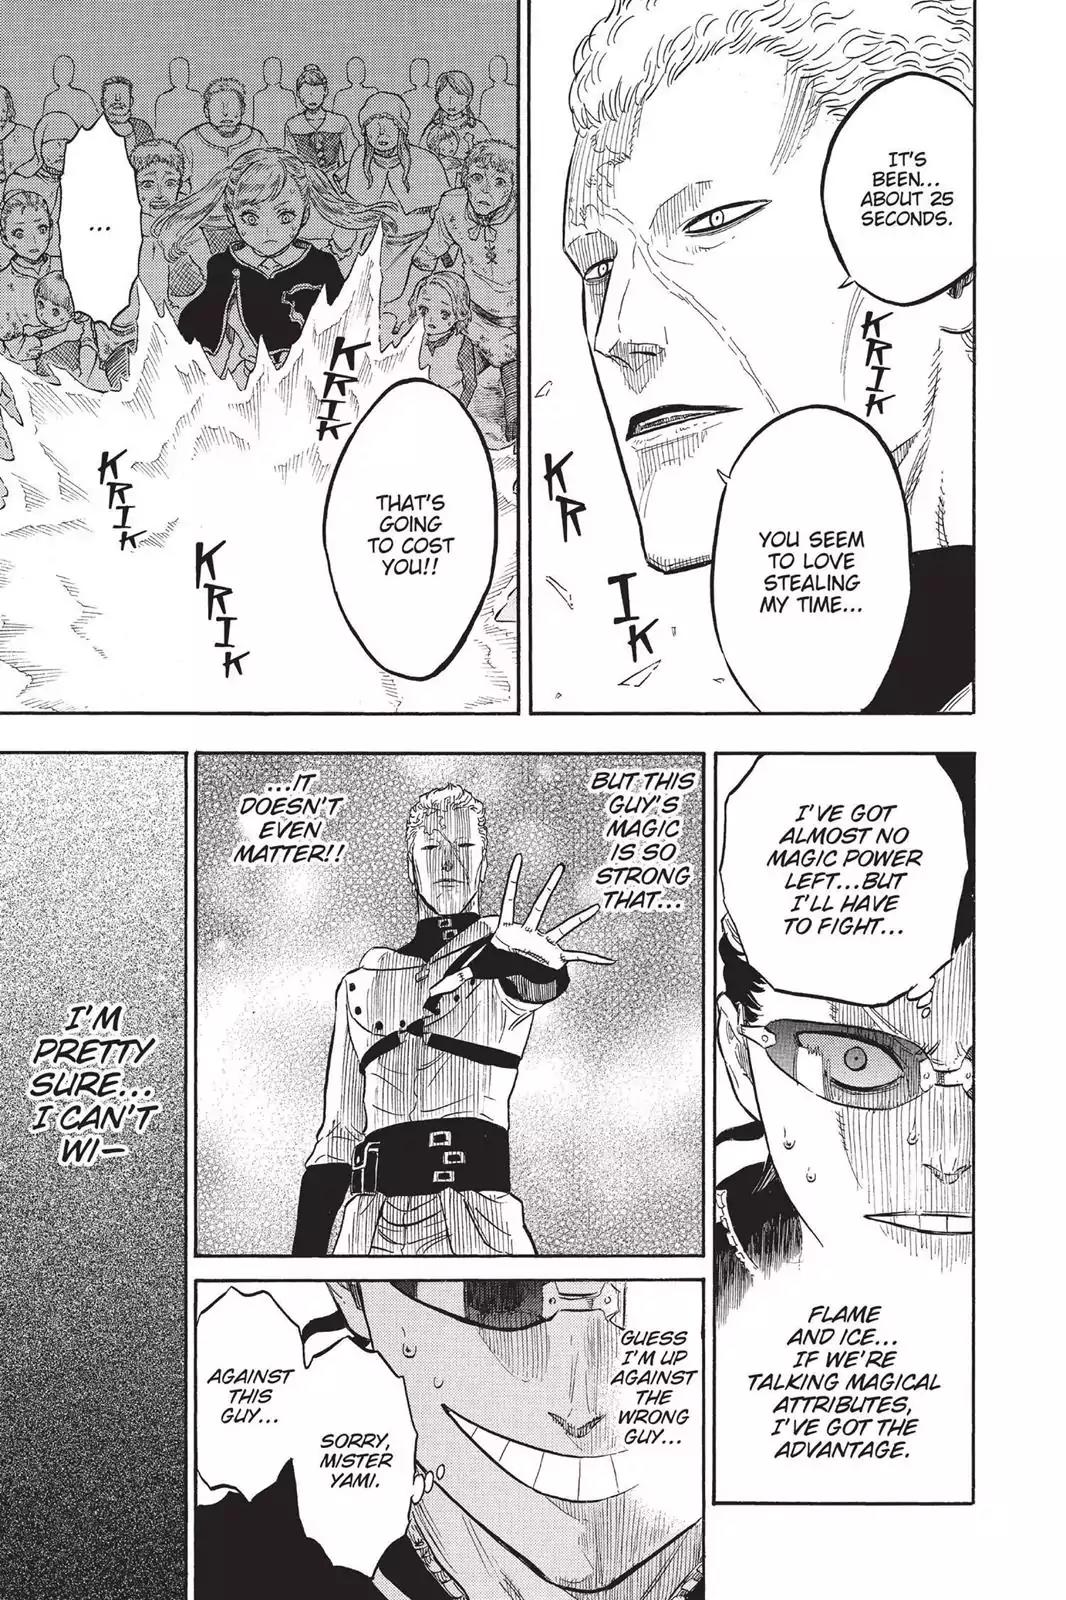 IT'S
BEEN...
ABOUT 25
SECONDS.
KRIK
KRIK
YOU SEEM
TO LOVE
STEALING
MY TIME...
...
KRIK
KRIK
KRIK
THAT'S
GOING
TO COST
YOU!!
I'VE GOT
ALMOST NO
MAGIC POWER
LEFT...BUT
I'LL HAVE
TO FIGHT...
FLAME
AND ICE...
IF WE'RE
TALKING MAGICAL
ATTRIBUTES,
I'VE GOT THE
ADVANTAGE.
BUT THIS
GUY'S
MAGIC
IS SO
STRONG
THAT...
...IT
DOESN'T
EVEN
MATTER!!
GUESS
I'M UP
AGAINST
THE
WRONG
GUY...
SORRY,
MISTER
YAMI.
AGAINST
THIS
GUY...
I'M
PRETTY
SURE...
I CAN'T
WI—